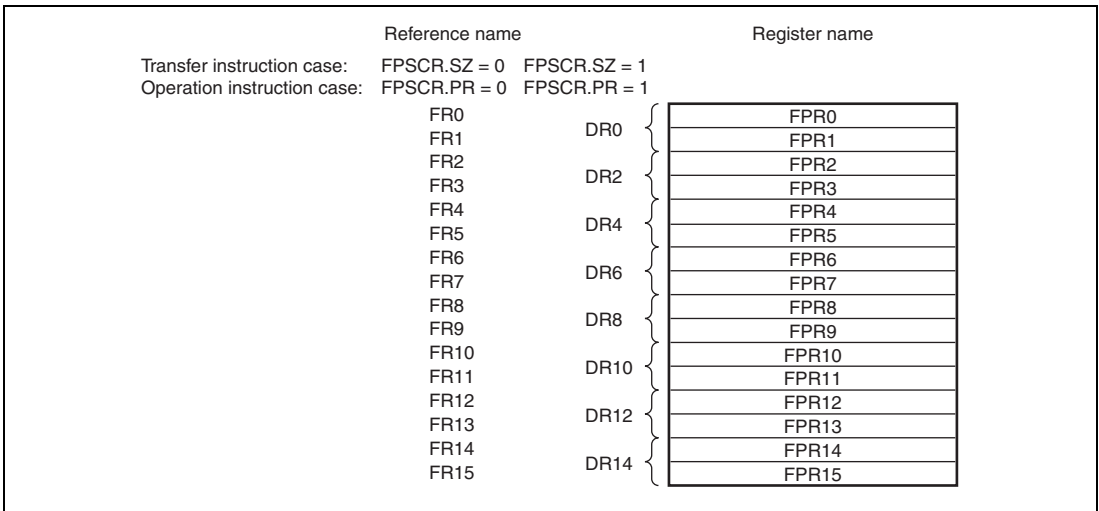 Reference name Register name
Transfer instruction case: FPSCR.SZ = 0 FPSCR.SZ = 1
Operation instruction case: FPSCR.PR = 0 FPSCR.PR = 1
FR0 FPR0
DR0
FR1 FPR1
FR2 FPR2
DR2
FR3 FPR3
FR4 FPR4
DR4
FR5 FPR5
FR6 FPR6
DR6
FR7 FPR7
FR8 FPR8
DR8
FR9 FPR9
FR10 FPR10
DR10
FR11 FPR11
FR12 FPR12
DR12
FR13 FPR13
FR14 FPR14
DR14
FR15 FPR15